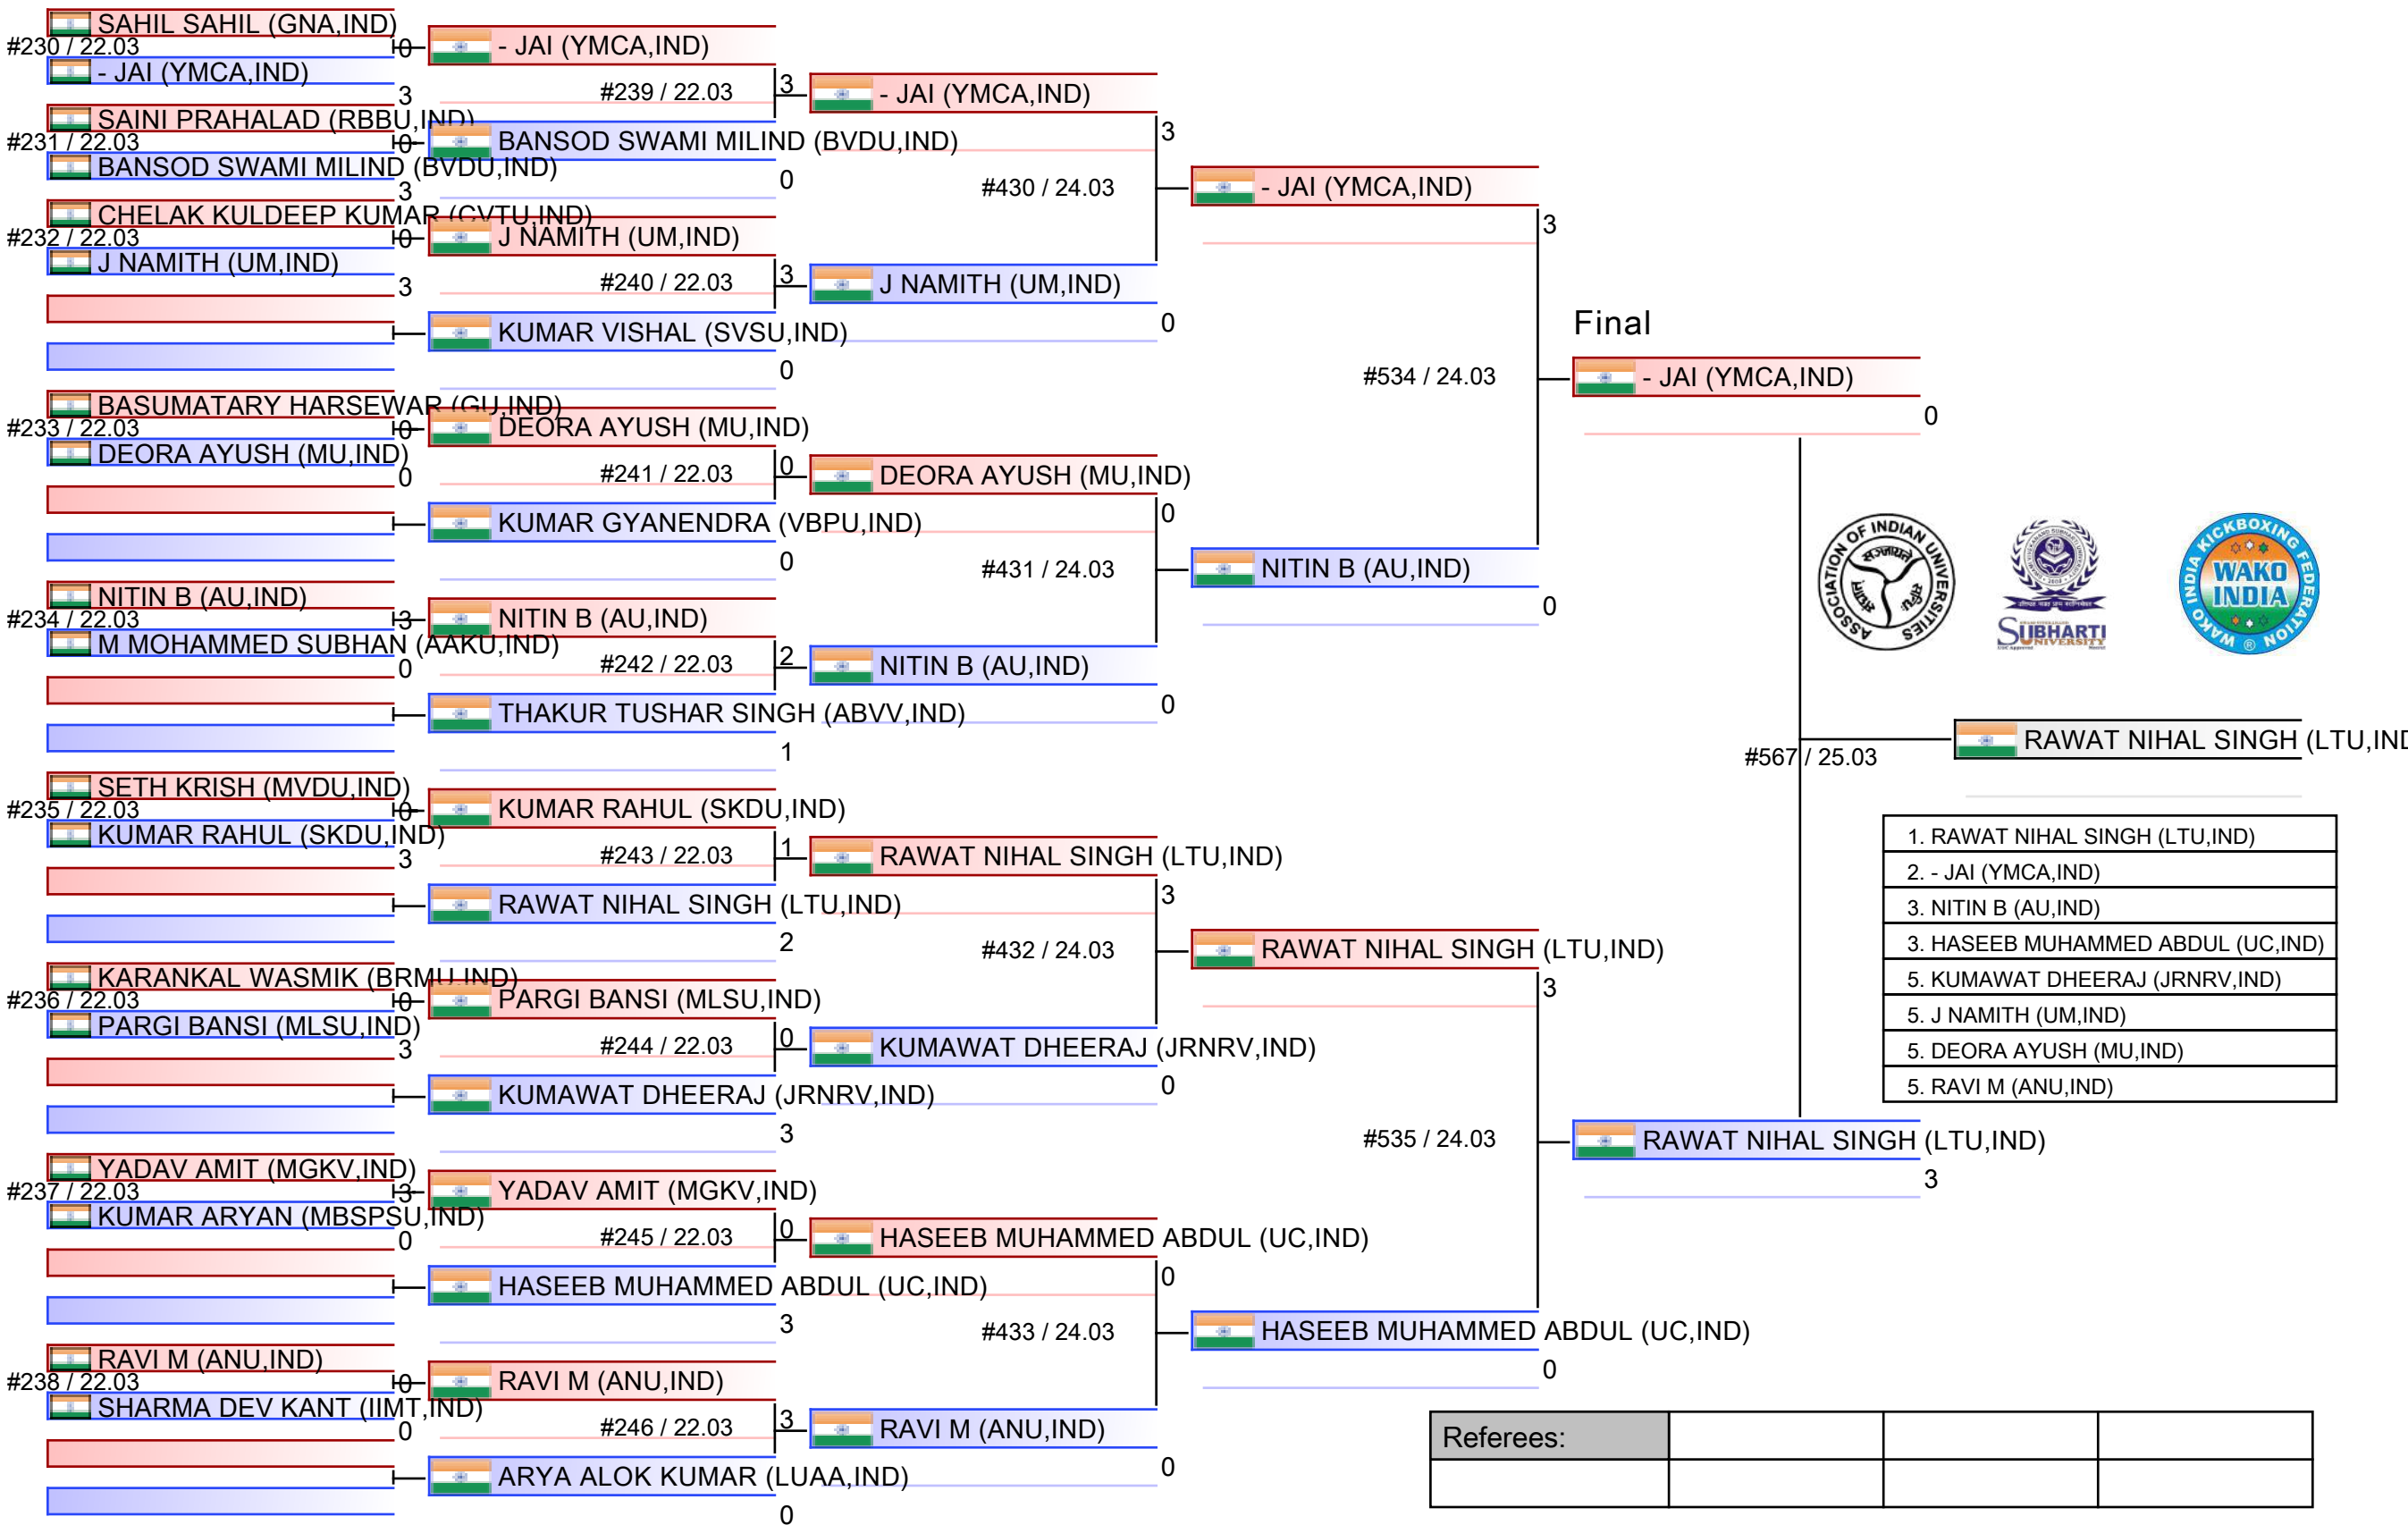 SAHIL SAHIL (GNA,IND)
#230 / 22.03
0
- JAI (YMCA,IND)
3
SAINI PRAHALAD (RBBU,IND)
#231 / 22.03
0
BANSOD SWAMI MILIND (BVDU,IND)
3
CHELAK KULDEEP KUMAR (CVTU,IND)
#232 / 22.03
0
J NAMITH (UM,IND)
3
BASUMATARY HARSEWAR (GU,IND)
#233 / 22.03
0
DEORA AYUSH (MU,IND)
0
NITIN B (AU,IND)
#234 / 22.03
3
M MOHAMMED SUBHAN (AAKU,IND)
0
SETH KRISH (MVDU,IND)
#235 / 22.03
0
KUMAR RAHUL (SKDU,IND)
3
KARANKAL WASMIK (BRMU,IND)
#236 / 22.03
0
PARGI BANSI (MLSU,IND)
3
YADAV AMIT (MGKV,IND)
#237 / 22.03
3
KUMAR ARYAN (MBSPSU,IND)
0
RAVI M (ANU,IND)
#238 / 22.03
0
SHARMA DEV KANT (IIMT,IND)
0
- JAI (YMCA,IND)
#239 / 22.03
3
BANSOD SWAMI MILIND (BVDU,IND)
0
J NAMITH (UM,IND)
#240 / 22.03
3
KUMAR VISHAL (SVSU,IND)
0
DEORA AYUSH (MU,IND)
#241 / 22.03
0
KUMAR GYANENDRA (VBPU,IND)
0
NITIN B (AU,IND)
#242 / 22.03
2
THAKUR TUSHAR SINGH (ABVV,IND)
1
KUMAR RAHUL (SKDU,IND)
#243 / 22.03
1
RAWAT NIHAL SINGH (LTU,IND)
2
PARGI BANSI (MLSU,IND)
#244 / 22.03
0
KUMAWAT DHEERAJ (JRNRV,IND)
3
YADAV AMIT (MGKV,IND)
#245 / 22.03
0
HASEEB MUHAMMED ABDUL (UC,IND)
3
RAVI M (ANU,IND)
#246 / 22.03
3
ARYA ALOK KUMAR (LUAA,IND)
0
- JAI (YMCA,IND)
3
#430 / 24.03
J NAMITH (UM,IND)
0
DEORA AYUSH (MU,IND)
0
#431 / 24.03
NITIN B (AU,IND)
0
RAWAT NIHAL SINGH (LTU,IND)
3
#432 / 24.03
KUMAWAT DHEERAJ (JRNRV,IND)
0
HASEEB MUHAMMED ABDUL (UC,IND)
0
#433 / 24.03
RAVI M (ANU,IND)
0
- JAI (YMCA,IND)
3
#534 / 24.03
NITIN B (AU,IND)
0
RAWAT NIHAL SINGH (LTU,IND)
3
#535 / 24.03
HASEEB MUHAMMED ABDUL (UC,IND)
0
Final
- JAI (YMCA,IND)
0
#567 / 25.03
RAWAT NIHAL SINGH (LTU,IND)
3
ASSOCIATION OF INDIAN UNIVERSITIES
SUBHARTI
UNIVERSITY
WAKO INDIA KICKBOXING FEDERATION
WAKO
INDIA
®
RAWAT NIHAL SINGH (LTU,IND
1. RAWAT NIHAL SINGH (LTU,IND)
2. - JAI (YMCA,IND)
3. NITIN B (AU,IND)
3. HASEEB MUHAMMED ABDUL (UC,IND)
5. KUMAWAT DHEERAJ (JRNRV,IND)
5. J NAMITH (UM,IND)
5. DEORA AYUSH (MU,IND)
5. RAVI M (ANU,IND)
Referees: